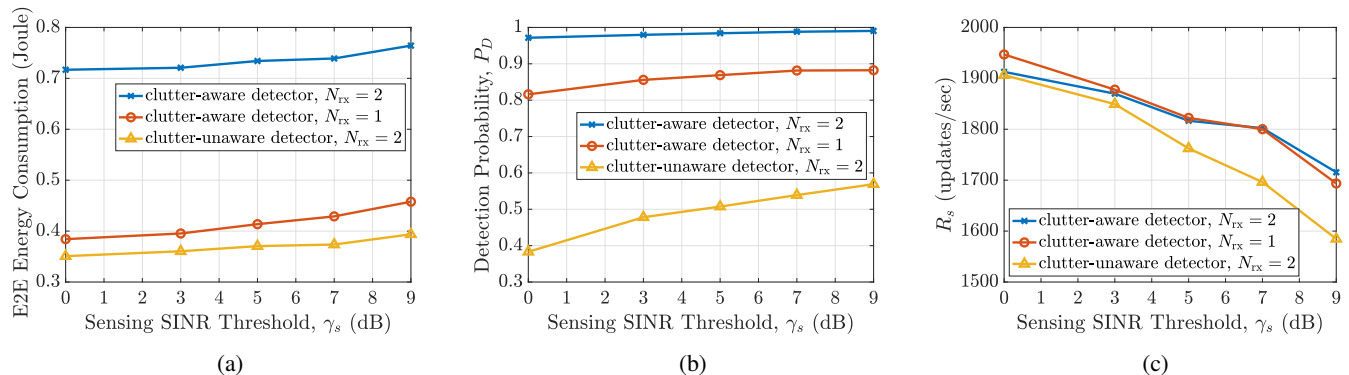 E2E Energy Consumption (Joule)
0.8
0.7
0.6
0.5
0.4
0.3
clutter-aware detector, N_rx = 2
clutter-aware detector, N_rx = 1
clutter-unaware detector, N_rx = 2
0 1 2 3 4 5 6 7 8 9
Sensing SINR Threshold, γ_s (dB)
(a)
Detection Probability, P_D
1
0.9
0.8
0.7
0.6
0.5
0.4
0.3
clutter-aware detector, N_rx = 2
clutter-aware detector, N_rx = 1
clutter-unaware detector, N_rx = 2
0 1 2 3 4 5 6 7 8 9
Sensing SINR Threshold, γ_s (dB)
(b)
R_s (updates/sec)
2000
1900
1800
1700
1600
1500
clutter-aware detector, N_rx = 2
clutter-aware detector, N_rx = 1
clutter-unaware detector, N_rx = 2
0 1 2 3 4 5 6 7 8 9
Sensing SINR Threshold, γ_s (dB)
(c)